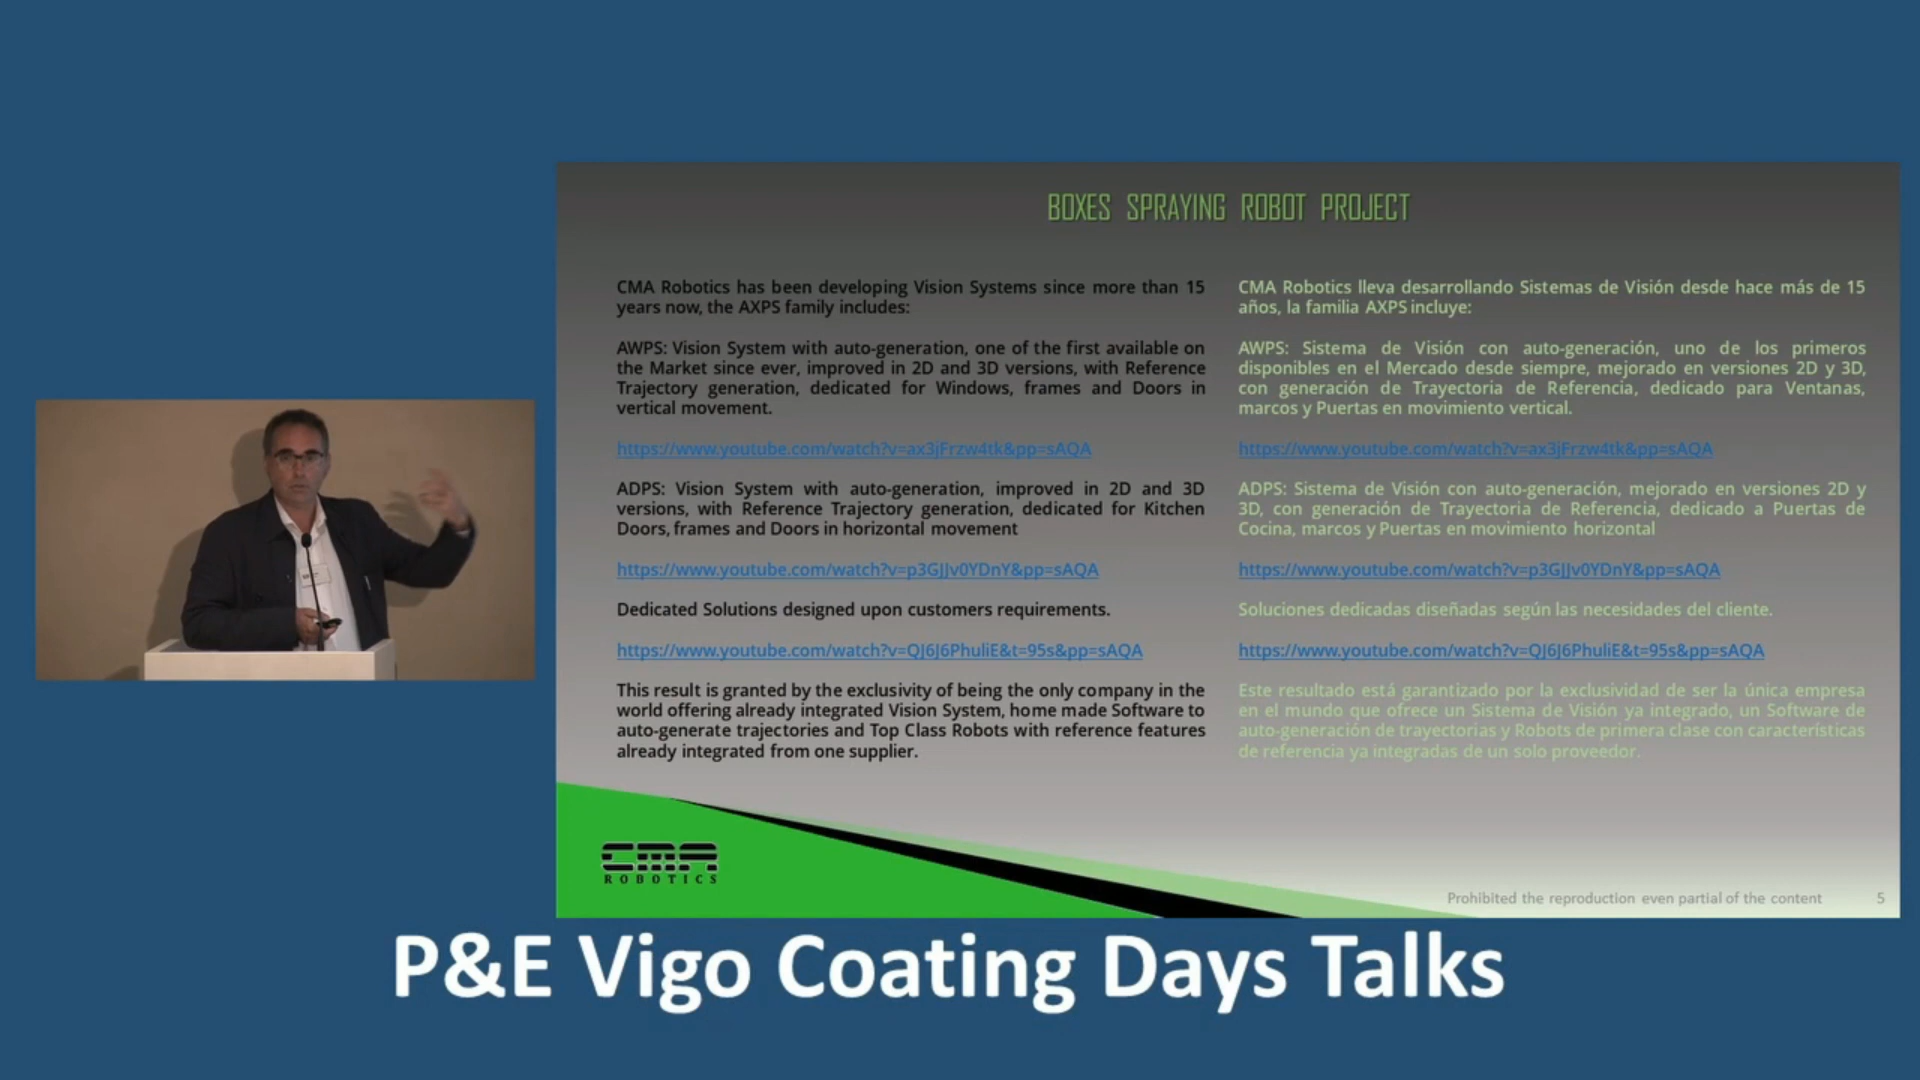 BOXES SPRAYING ROBOT PROJECT
CMA Robotics has been developing Vision Systems since more than 15
years now, the AXPS family includes:
AWPS: Vision System with auto-generation, one of the first available on
the Market since ever, improved in 2D and 3D versions, with Reference
Trajectory generation, dedicated for Windows, frames and Doors in
vertical movement.
https://www.youtube.com/watch?v=ax3jFrzw4tk&pp=sAQA
ADPS: Vision System with auto-generation, improved in 2D and 3D
versions, with Reference Trajectory generation, dedicated for Kitchen
Doors, frames and Doors in horizontal movement
https://www.youtube.com/watch?v=p3GJJv0YDnY&pp=sAQA
Dedicated Solutions designed upon customers requirements.
https://www.youtube.com/watch?v=QJ6J6PhuliE&t=95s&pp=sAQA
This result is granted by the exclusivity of being the only company in the
world offering already integrated Vision System, home made Software to
auto-generate trajectories and Top Class Robots with reference features
already integrated from one supplier.
CMA Robotics lleva desarrollando Sistemas de Visión desde hace más de 15
años, la familia AXPS incluye:
AWPS: Sistema de Visión con auto-generación, uno de los primeros
disponibles en el Mercado desde siempre, mejorado en versiones 2D y 3D,
con generación de Trayectoria de Referencia, dedicado para Ventanas,
marcos y Puertas en movimiento vertical.
https://www.youtube.com/watch?v=ax3jFrzw4tk&pp=sAQA
ADPS: Sistema de Visión con auto-generación, mejorado en versiones 2D y
3D, con generación de Trayectoria de Referencia, dedicado a Puertas de
Cocina, marcos y Puertas en movimiento horizontal
https://www.youtube.com/watch?v=p3GJJv0YDnY&pp=sAQA
Soluciones dedicadas diseñadas según las necesidades del cliente.
https://www.youtube.com/watch?v=QJ6J6PhuliE&t=95s&pp=sAQA
Este resultado está garantizado por la exclusividad de ser la única empresa
en el mundo que ofrece un Sistema de Visión ya integrado, un Software de
auto-generación de trayectorias y Robots de primera clase con características
de referencia ya integradas de un solo proveedor.
CMA
ROBOTICS
Prohibited the reproduction even partial of the content
5
P&E Vigo Coating Days Talks